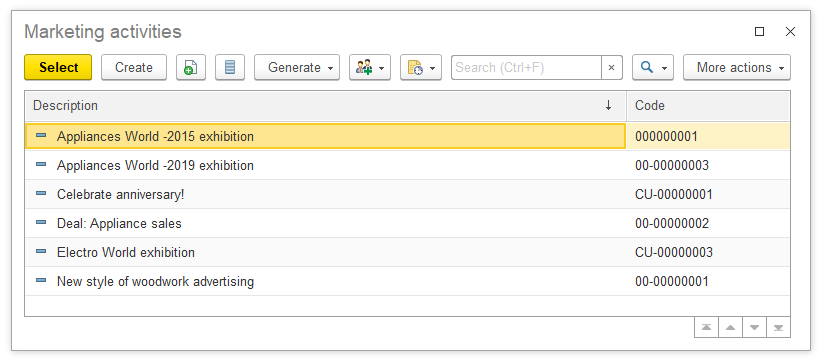 Marketing activities
Select Create Generate Search (Ctrl+F) × More actions
Description ↓ Code
Appliances World -2015 exhibition 000000001
Appliances World -2019 exhibition 00-00000003
Celebrate anniversary! CU-00000001
Deal: Appliance sales 00-00000002
Electro World exhibition CU-00000003
New style of woodwork advertising 00-00000001